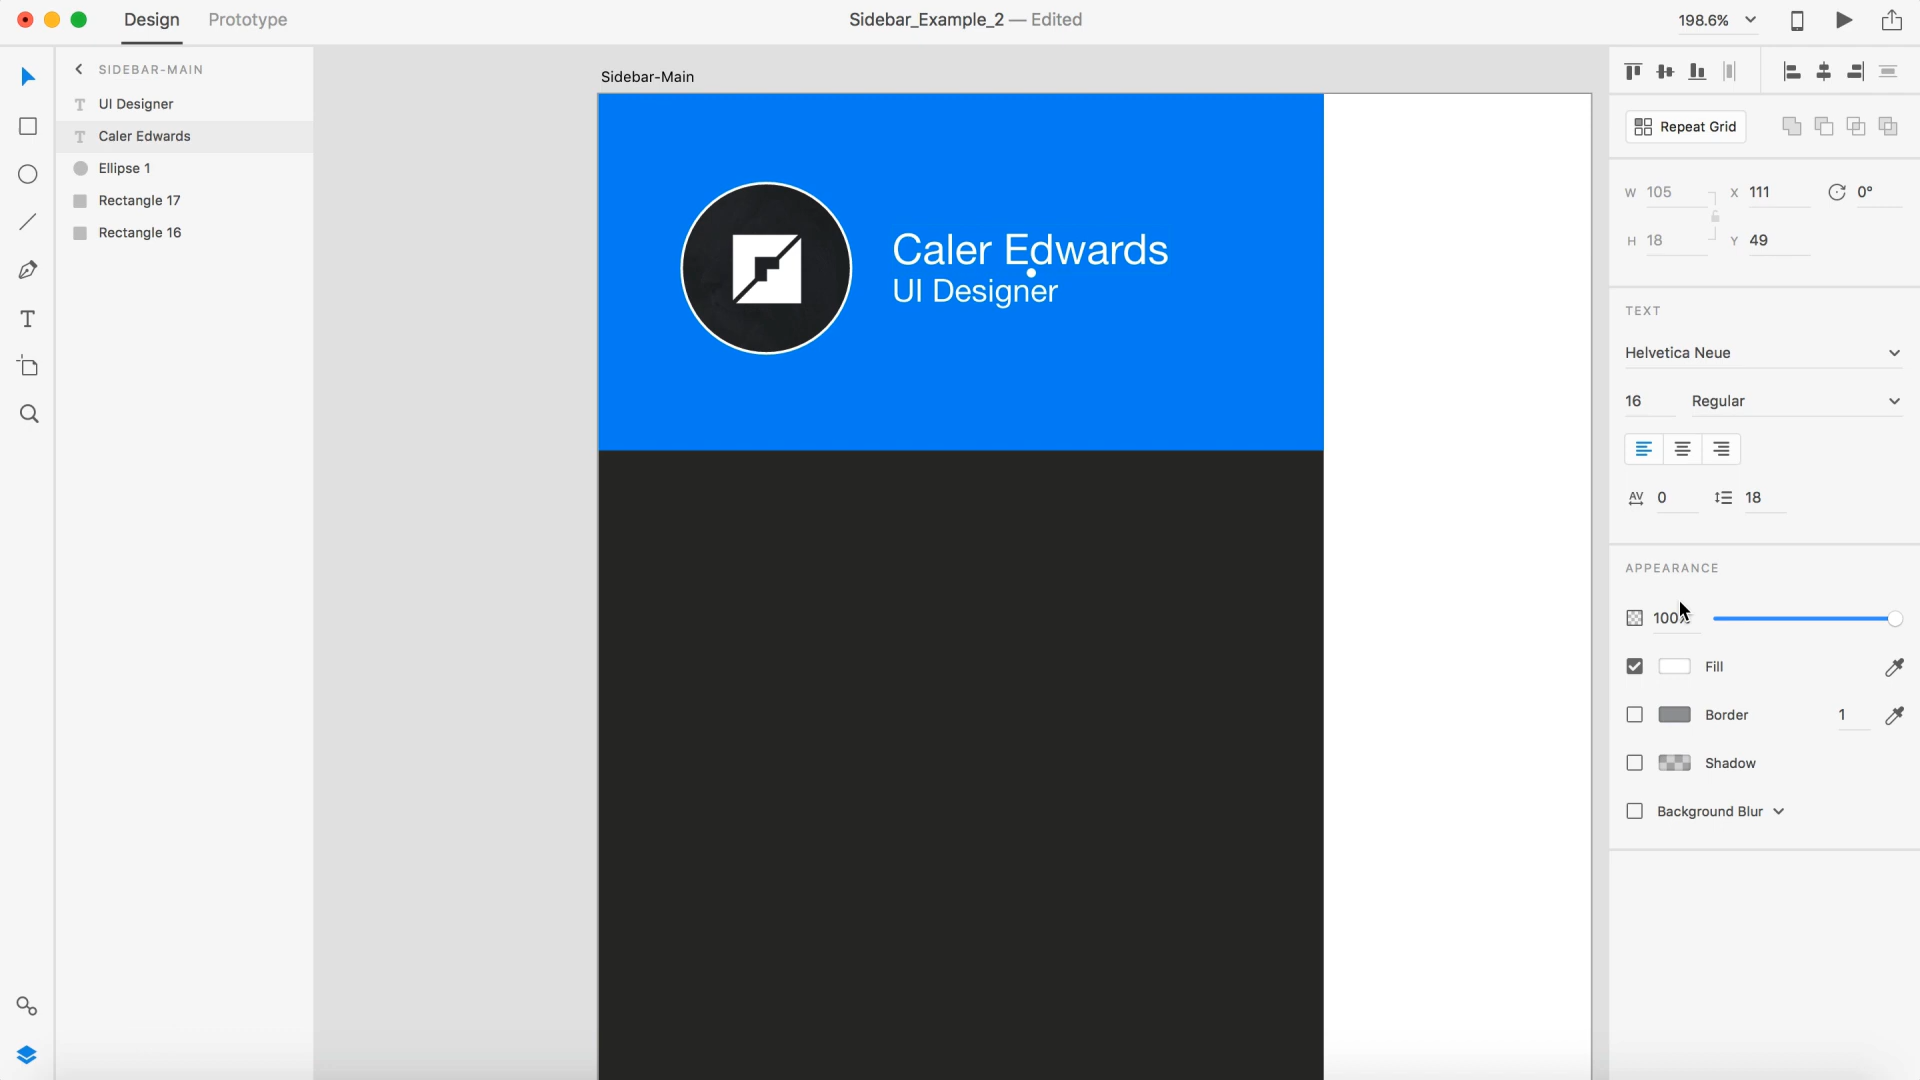 Design Prototype Sidebar_Example_2 — Edited 198.6%
SIDEBAR-MAIN
UI Designer
Caler Edwards
Ellipse 1
Rectangle 17
Rectangle 16
Sidebar-Main
Caler Edwards
UI Designer
Repeat Grid
W 105 X 111 0°
H 18 Y 49
TEXT
Helvetica Neue
16 Regular
AV 0 18
APPEARANCE
100%
Fill
Border 1
Shadow
Background Blur